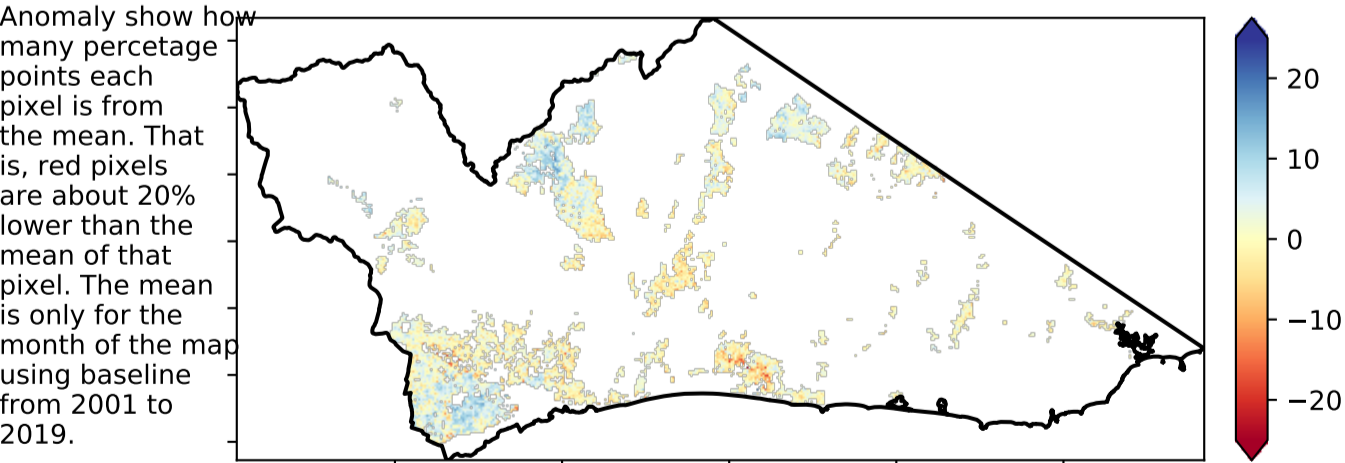 Anomaly show how
many percetage
points each
pixel is from
the mean. That
is, red pixels
are about 20%
lower than the
mean of that
pixel. The mean
is only for the
month of the map
using baseline
from 2001 to
2019.
20
10
0
−10
−20